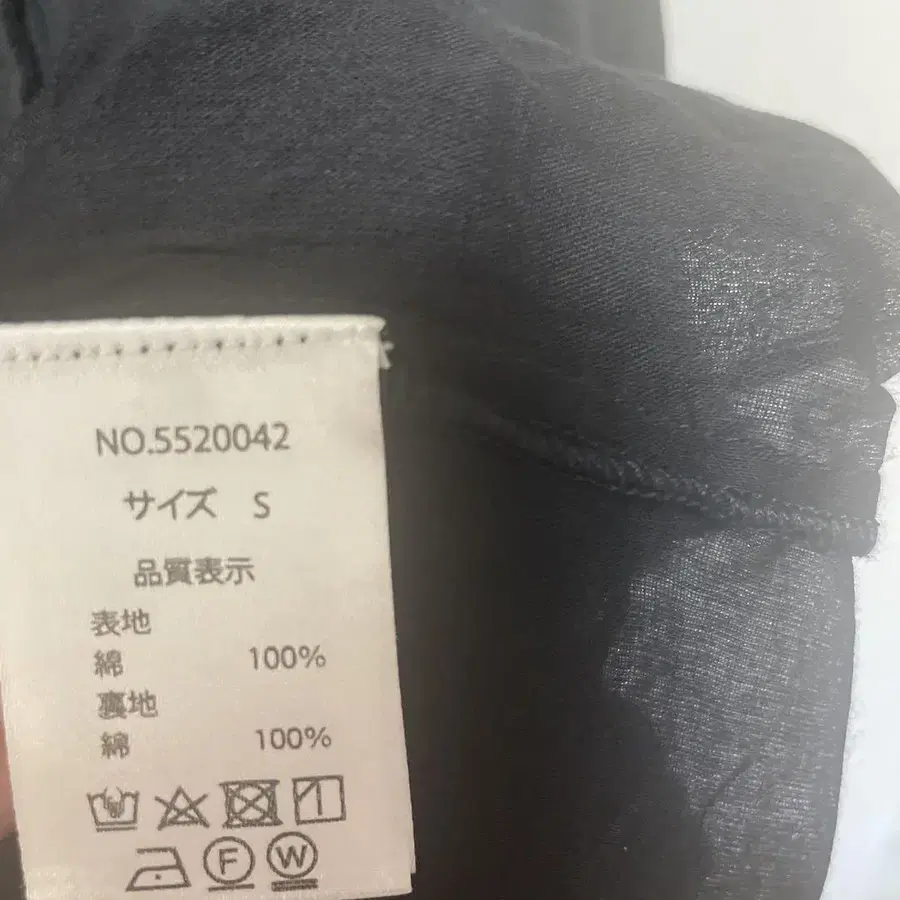 NO.5520042
サイズ S
品質表示
表地
綿 100%
裏地
綿 100%
F W